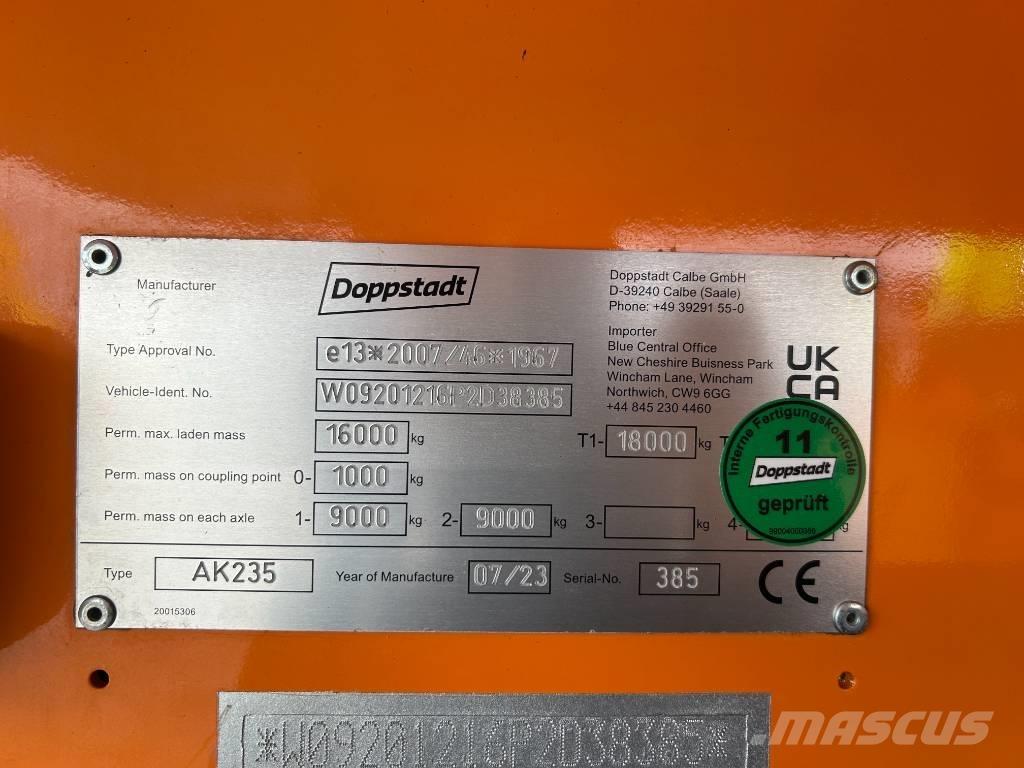 Manufacturer
Doppstadt
Doppstadt Calbe GmbH
D-39240 Calbe (Saale)
Phone: +49 39291 55-0
Importer
Blue Central Office
New Cheshire Buisness Park
Wincham Lane, Wincham
Northwich, CW9 6GG
+44 845 230 4460
UK
CA
Type Approval No. e13*2007/46*1967
Vehicle-Ident. No. W09201216P2D38385
Perm. max. laden mass 16000 kg T1- 18000 kg T
Perm. mass on coupling point 0- 1000 kg
Perm. mass on each axle 1- 9000 kg 2- 9000 kg 3- kg 4- kg
Interne Fertigungskontrolle
11
Doppstadt
geprüft
Type AK235 Year of Manufacture 07/23 Serial-No. 385 CE
20015306
*W09201216P2D38385*
MASCUS